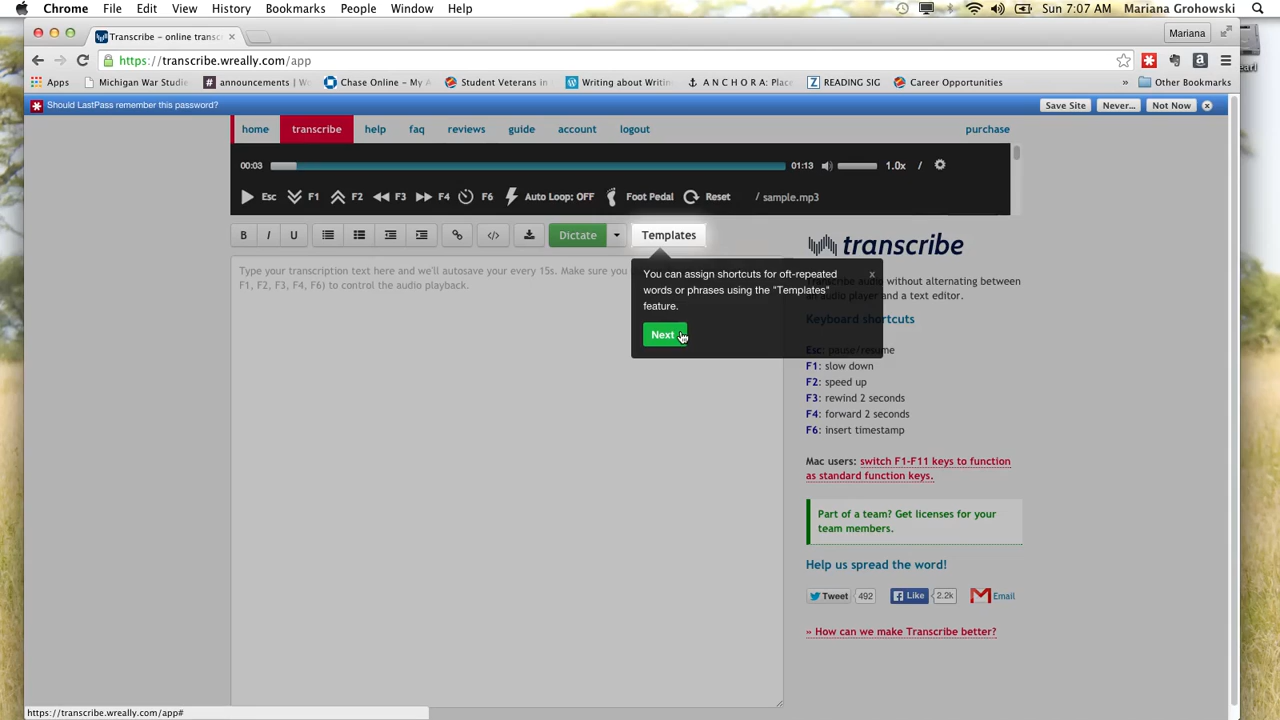 Chrome File Edit View History Bookmarks People Window Help Sun 7:07 AM Mariana Grohowski
Transcribe – online transc × Mariana
https://transcribe.wreally.com/app
Apps Michigan War Studie announcements | Wri Chase Online - My A Student Veterans in Writing about Writin A N C H O R A: Place READING SIG Career Opportunities » Other Bookmarks
Should LastPass remember this password? Save Site Never... Not Now
home transcribe help faq reviews guide account logout purchase
00:03 01:13 1.0x /
Esc F1 F2 F3 F4 F6 Auto Loop: OFF Foot Pedal Reset / sample.mp3
B I U </> Dictate Templates
transcribe
Type your transcription text here and we'll autosave your every 15s. Make sure you
F1, F2, F3, F4, F6) to control the audio playback.
You can assign shortcuts for oft-repeated x
words or phrases using the "Templates"
feature.
Next
Transcribe audio without alternating between
an audio player and a text editor.
Keyboard shortcuts
Esc: pause/resume
F1: slow down
F2: speed up
F3: rewind 2 seconds
F4: forward 2 seconds
F6: insert timestamp
Mac users: switch F1-F11 keys to function
as standard function keys.
Part of a team? Get licenses for your
team members.
Help us spread the word!
Tweet 492 Like 2.2k Email
» How can we make Transcribe better?
https://transcribe.wreally.com/app#